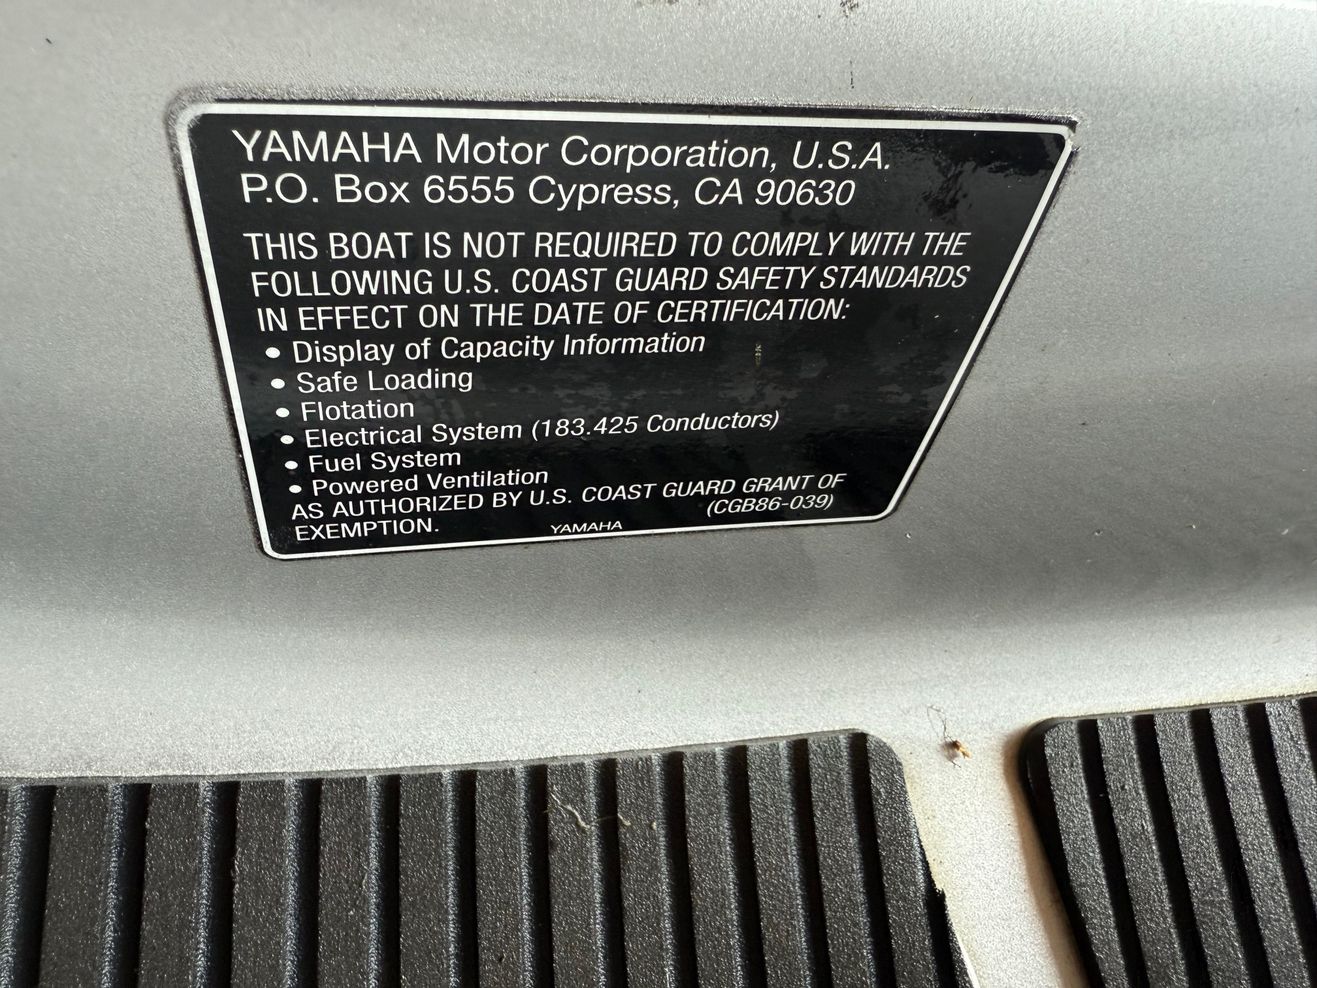 YAMAHA Motor Corporation, U.S.A.
P.O. Box 6555 Cypress, CA 90630
THIS BOAT IS NOT REQUIRED TO COMPLY WITH THE
FOLLOWING U.S. COAST GUARD SAFETY STANDARDS
IN EFFECT ON THE DATE OF CERTIFICATION:
• Display of Capacity Information
• Safe Loading
• Flotation
• Electrical System (183.425 Conductors)
• Fuel System
• Powered Ventilation
AS AUTHORIZED BY U.S. COAST GUARD GRANT OF
EXEMPTION. (CGB86-039)
YAMAHA